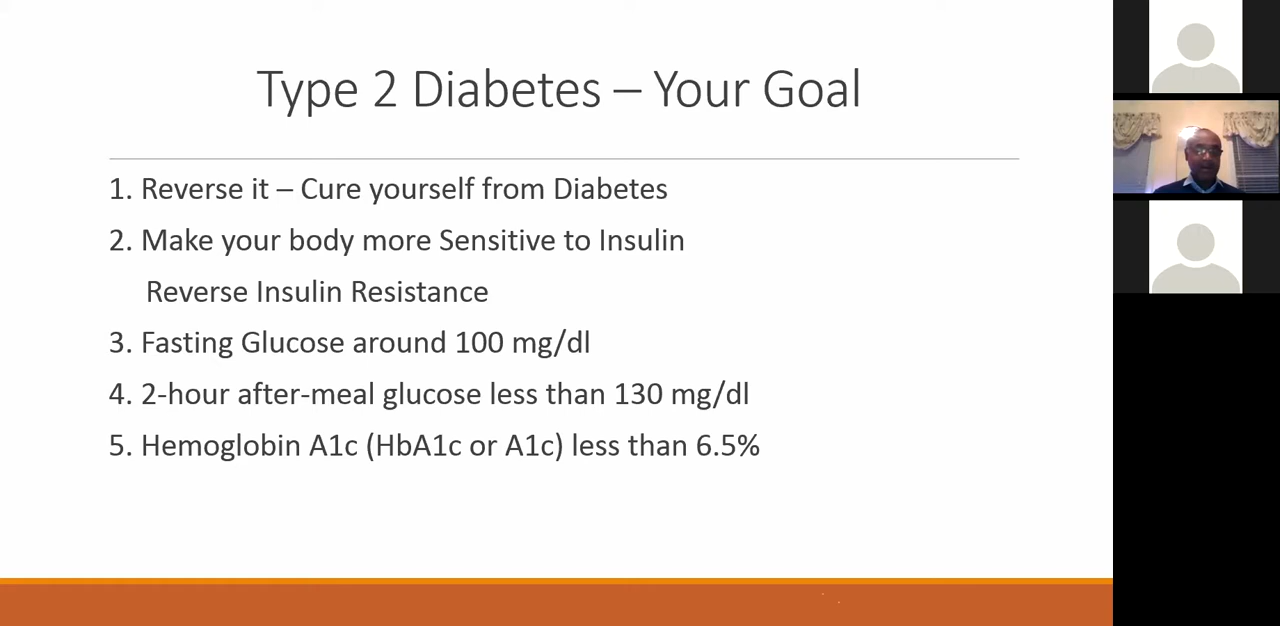 Type 2 Diabetes – Your Goal
1. Reverse it – Cure yourself from Diabetes
2. Make your body more Sensitive to Insulin
Reverse Insulin Resistance
3. Fasting Glucose around 100 mg/dl
4. 2-hour after-meal glucose less than 130 mg/dl
5. Hemoglobin A1c (HbA1c or A1c) less than 6.5%